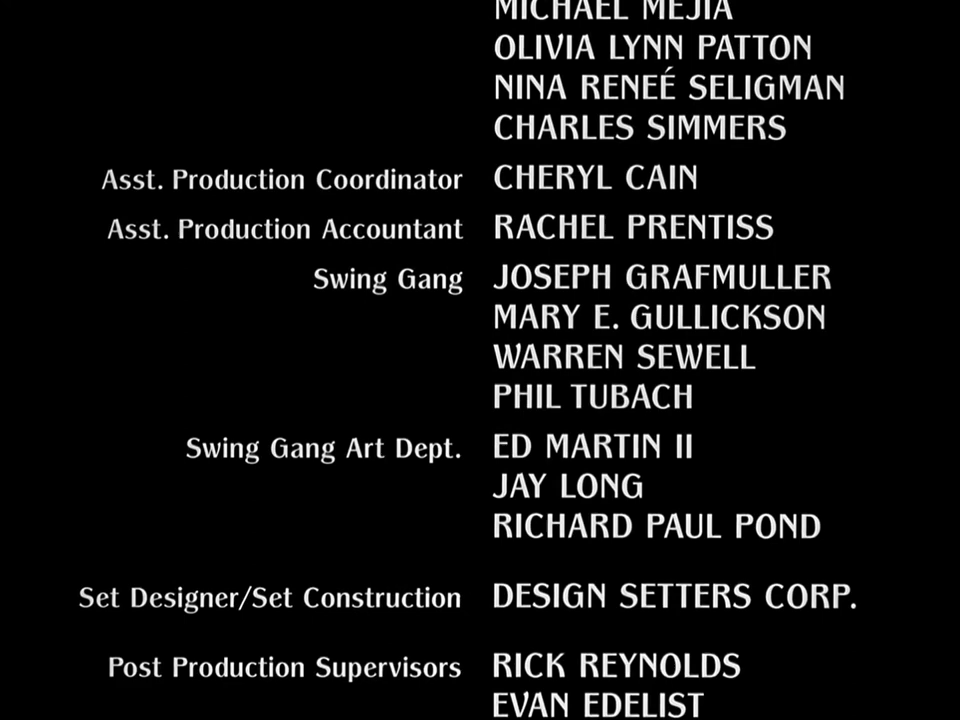 MICHAEL MEJIA
OLIVIA LYNN PATTON
NINA RENEÉ SELIGMAN
CHARLES SIMMERS
Asst. Production Coordinator CHERYL CAIN
Asst. Production Accountant RACHEL PRENTISS
Swing Gang JOSEPH GRAFMULLER
MARY E. GULLICKSON
WARREN SEWELL
PHIL TUBACH
Swing Gang Art Dept. ED MARTIN II
JAY LONG
RICHARD PAUL POND
Set Designer/Set Construction DESIGN SETTERS CORP.
Post Production Supervisors RICK REYNOLDS
EVAN EDELIST